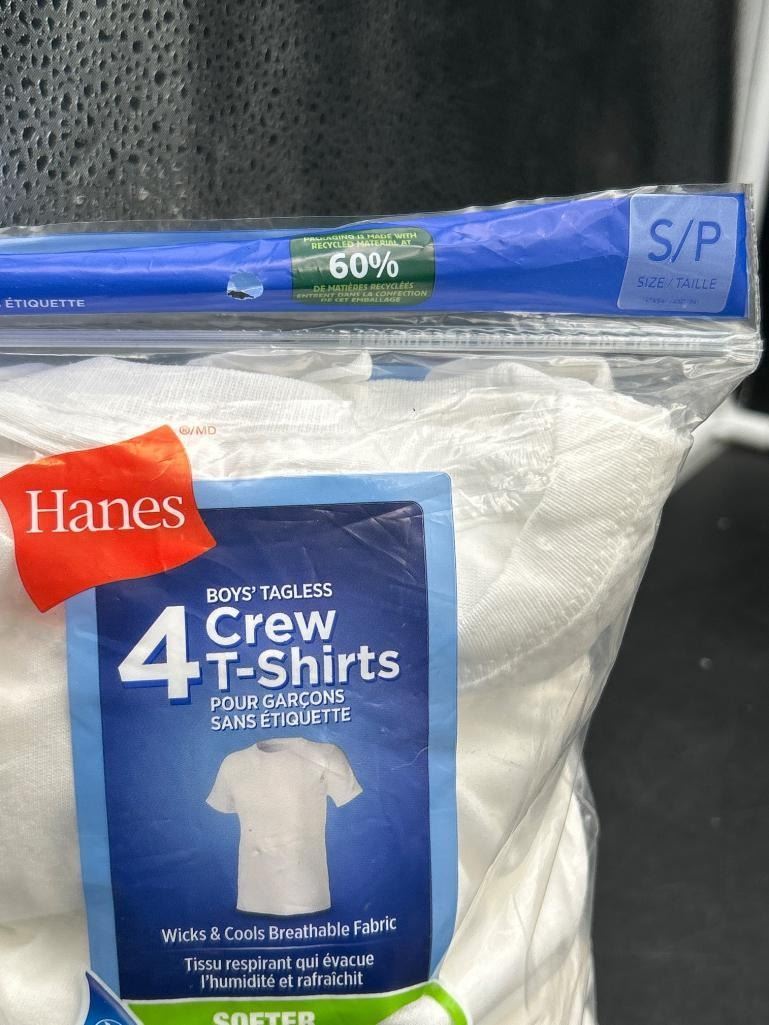 PACKAGING IS MADE WITH
RECYCLED MATERIAL AT
60%
DE MATIÈRES RECYCLÉES
ENTRENT DANS LA CONFECTION
DE CET EMBALLAGE
S/P
SIZE / TAILLE
ÉTIQUETTE
®/MD
Hanes
BOYS' TAGLESS
4 Crew
T-Shirts
POUR GARÇONS
SANS ÉTIQUETTE
Wicks & Cools Breathable Fabric
Tissu respirant qui évacue
l'humidité et rafraîchit
SOFTER